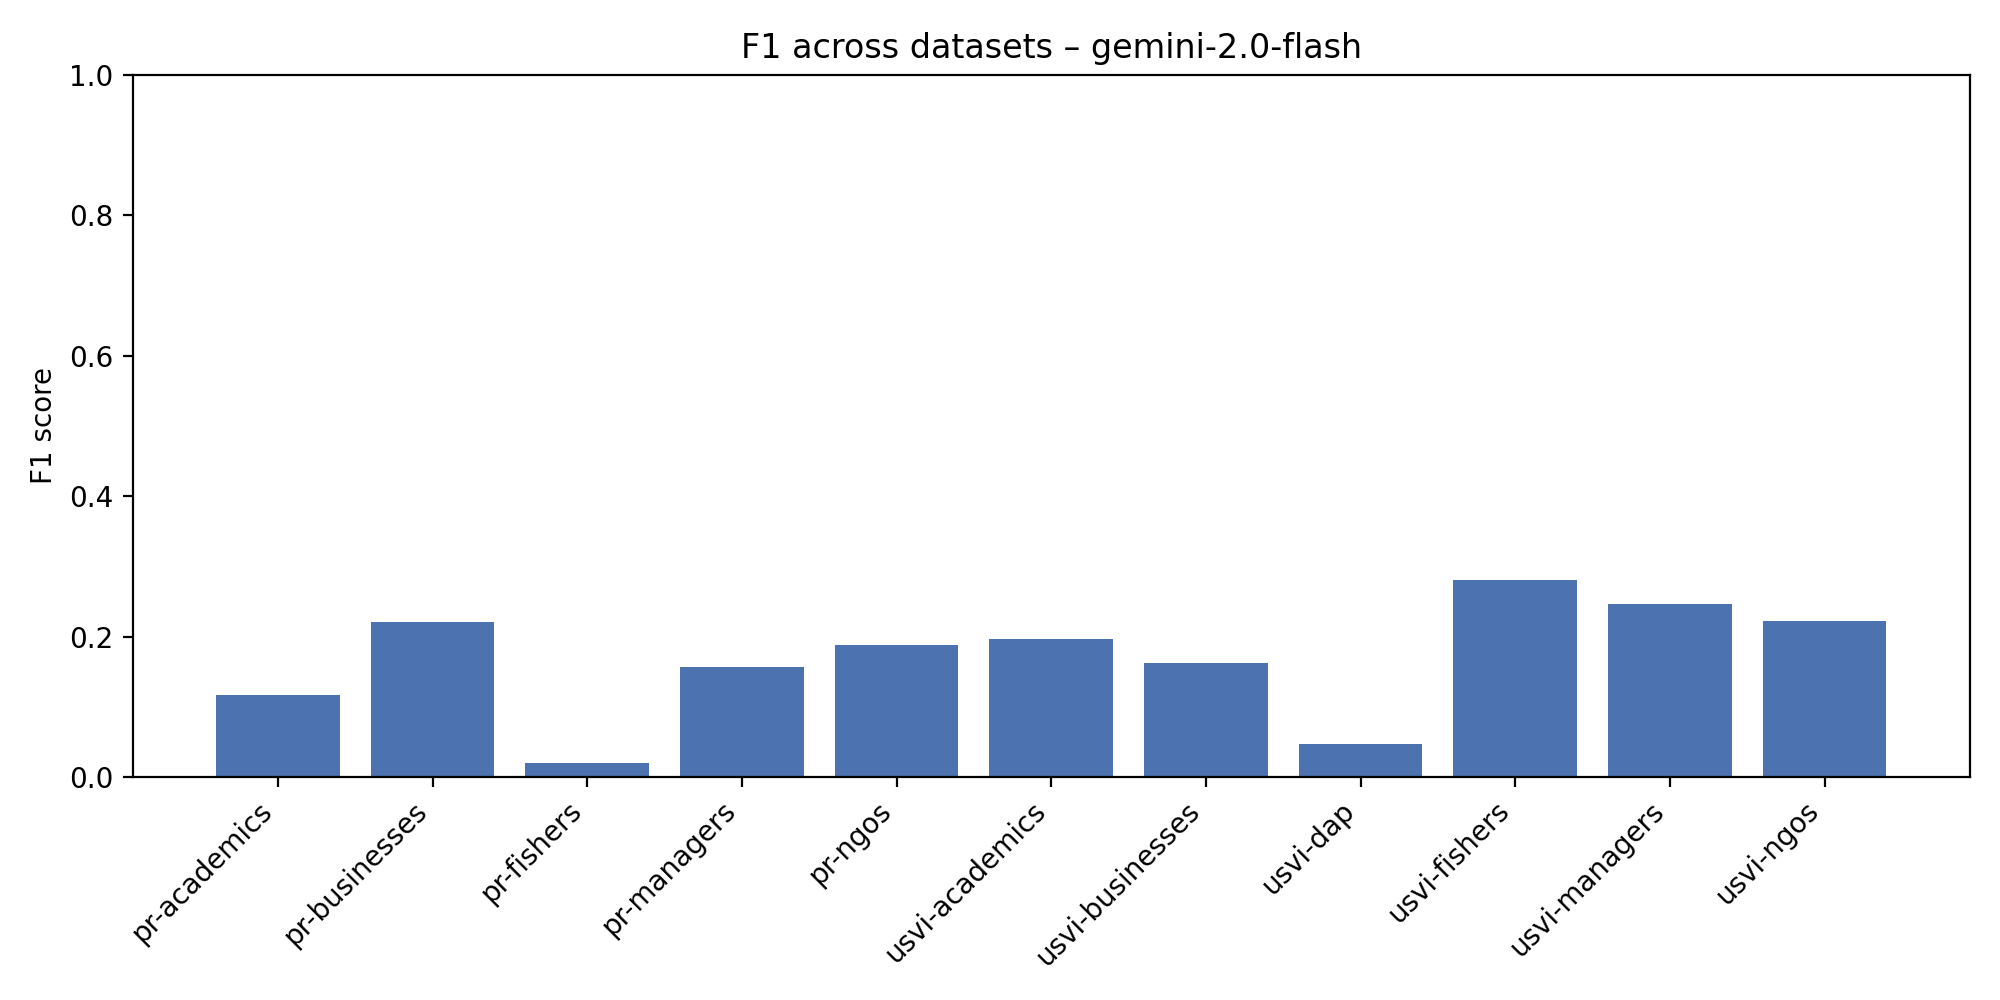 F1 across datasets – gemini-2.0-flash
1.0
0.8
0.6
0.4
0.2
0.0
F1 score
pr-academics
pr-businesses
pr-fishers
pr-managers
pr-ngos
usvi-academics
usvi-businesses
usvi-dap
usvi-fishers
usvi-managers
usvi-ngos